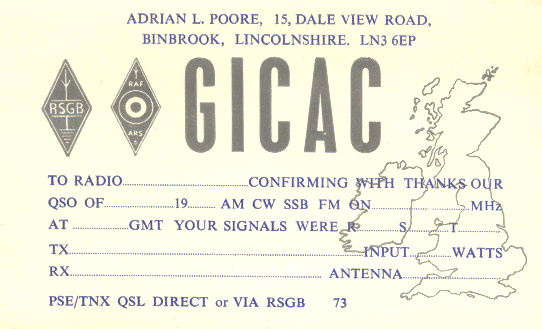 ADRIAN L. POORE, 15, DALE VIEW ROAD,
BINBROOK, LINCOLNSHIRE. LN3 6EP
RSGB
RAF
ARS
GICAC
TO RADIO..............................CONFIRMING WITH THANKS OUR
QSO OF.................19....... AM CW SSB FM ON........................MHz
AT ..............GMT YOUR SIGNALS WERE R...........S...........T...........
TX.........................................................................INPUT...........WATTS
RX............................................................... ANTENNA.........................
PSE/TNX QSL DIRECT or VIA RSGB 73